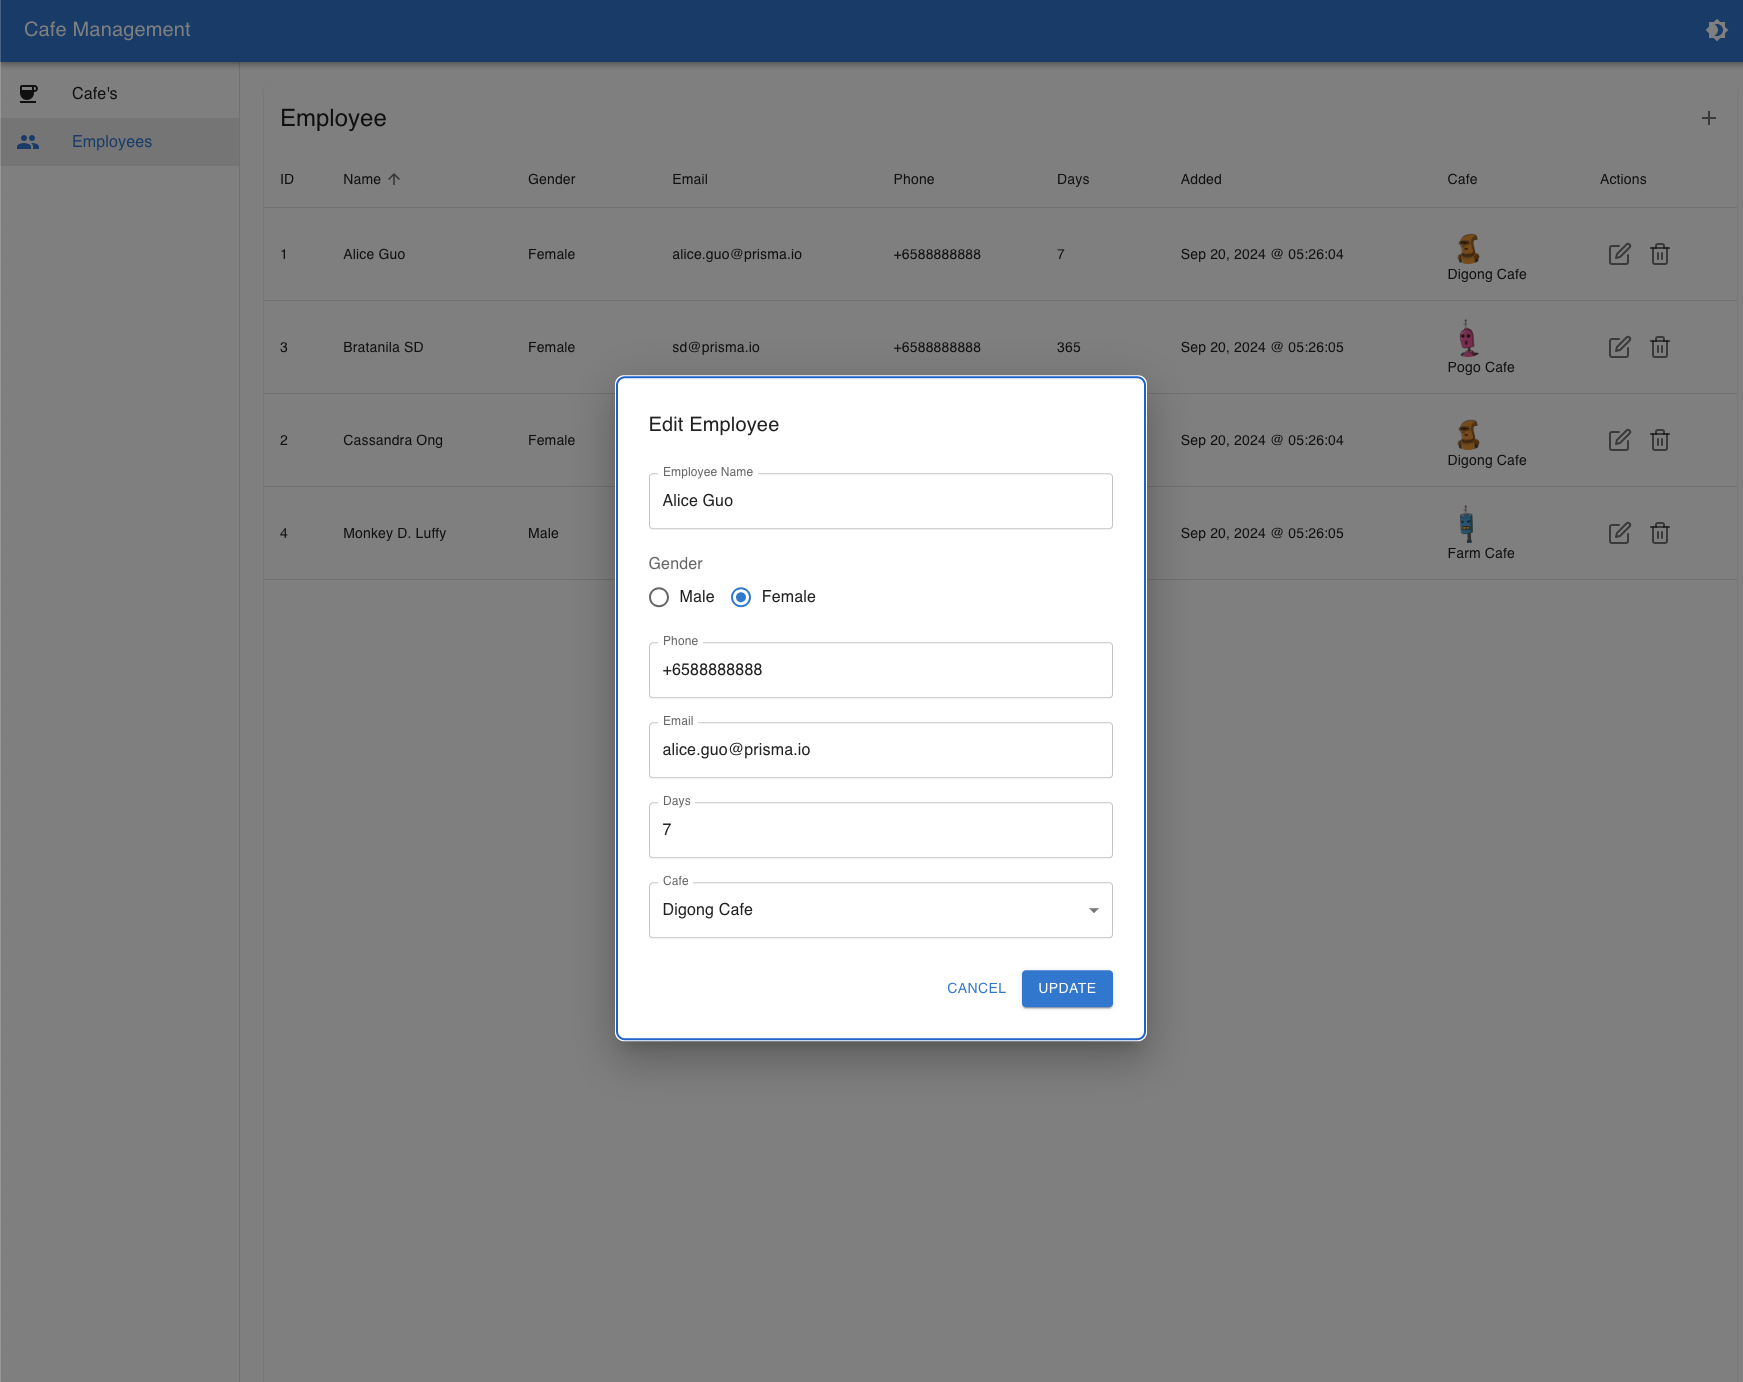 Cafe Management
Cafe's
Employees
Employee
ID Name Gender Email Phone Days Added Cafe Actions
1 Alice Guo Female alice.guo@prisma.io +6588888888 7 Sep 20, 2024 @ 05:26:04 Digong Cafe
3 Bratanila SD Female sd@prisma.io +6588888888 365 Sep 20, 2024 @ 05:26:05 Pogo Cafe
2 Cassandra Ong Female Sep 20, 2024 @ 05:26:04 Digong Cafe
4 Monkey D. Luffy Male Sep 20, 2024 @ 05:26:05 Farm Cafe
Edit Employee
Employee Name
Alice Guo
Gender
Male Female
Phone
+6588888888
Email
alice.guo@prisma.io
Days
7
Cafe
Digong Cafe
CANCEL UPDATE